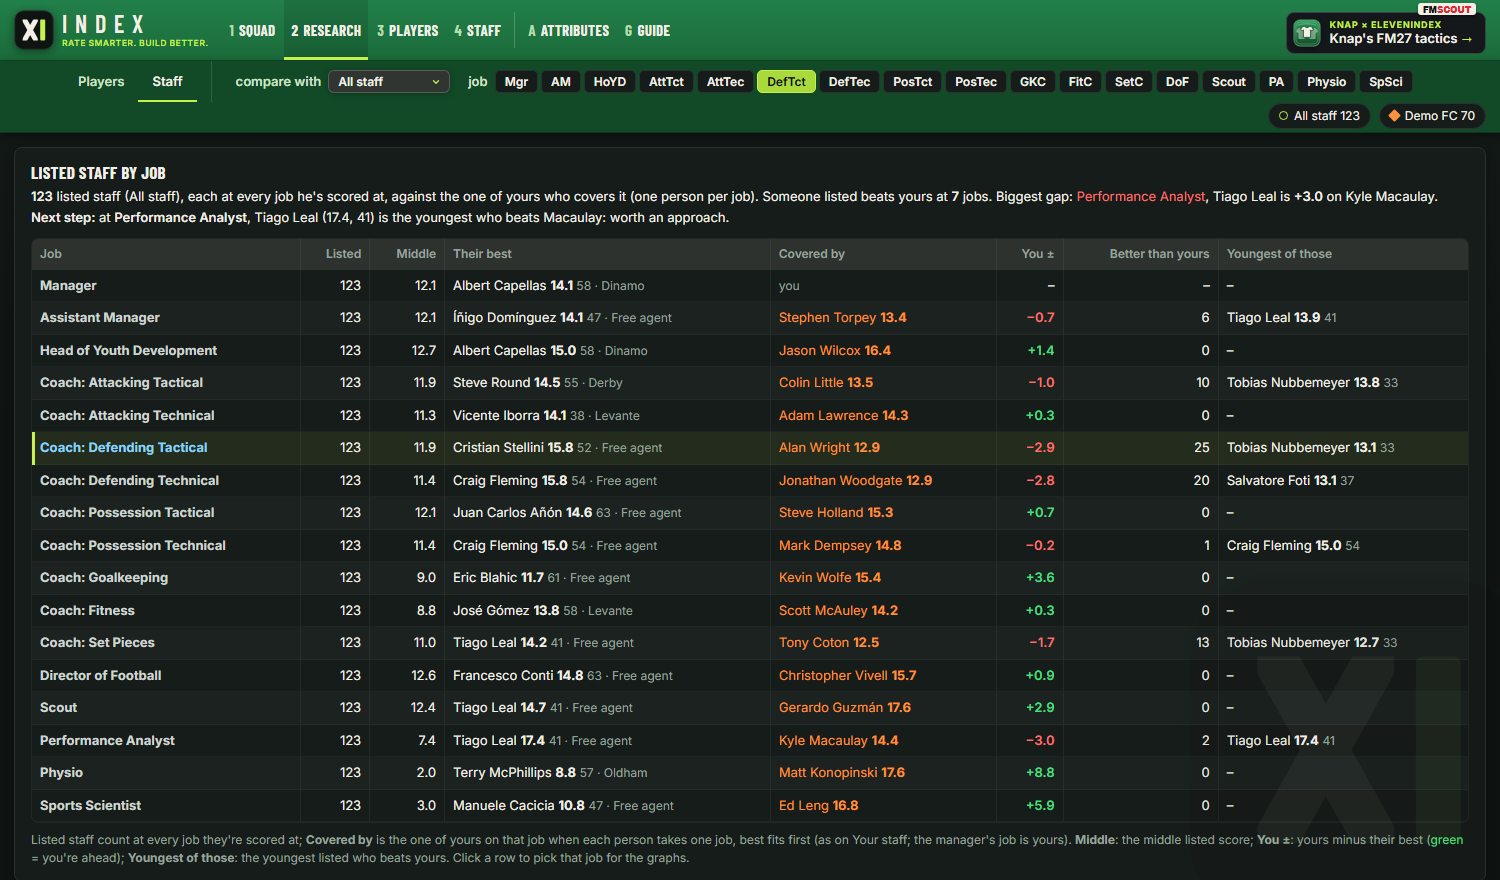 XI INDEX
RATE SMARTER. BUILD BETTER.
1 SQUAD 2 RESEARCH 3 PLAYERS 4 STAFF A ATTRIBUTES G GUIDE
FMSCOUT
KNAP × ELEVENINDEX
Knap's FM27 tactics →
Players Staff compare with All staff job Mgr AM HoYD AttTct AttTec DefTct DefTec PosTct PosTec GKC FitC SetC DoF Scout PA Physio SpSci
All staff 123 Demo FC 70
LISTED STAFF BY JOB
123 listed staff (All staff), each at every job he's scored at, against the one of yours who covers it (one person per job). Someone listed beats yours at 7 jobs. Biggest gap: Performance Analyst, Tiago Leal is +3.0 on Kyle Macaulay.
Next step: at Performance Analyst, Tiago Leal (17.4, 41) is the youngest who beats Macaulay: worth an approach.
Job Listed Middle Their best Covered by You ± Better than yours Youngest of those
Manager 123 12.1 Albert Capellas 14.1 58 · Dinamo you – – –
Assistant Manager 123 12.1 Íñigo Domínguez 14.1 47 · Free agent Stephen Torpey 13.4 −0.7 6 Tiago Leal 13.9 41
Head of Youth Development 123 12.7 Albert Capellas 15.0 58 · Dinamo Jason Wilcox 16.4 +1.4 0 –
Coach: Attacking Tactical 123 11.9 Steve Round 14.5 55 · Derby Colin Little 13.5 −1.0 10 Tobias Nubbemeyer 13.8 33
Coach: Attacking Technical 123 11.3 Vicente Iborra 14.1 38 · Levante Adam Lawrence 14.3 +0.3 0 –
Coach: Defending Tactical 123 11.9 Cristian Stellini 15.8 52 · Free agent Alan Wright 12.9 −2.9 25 Tobias Nubbemeyer 13.1 33
Coach: Defending Technical 123 11.4 Craig Fleming 15.8 54 · Free agent Jonathan Woodgate 12.9 −2.8 20 Salvatore Foti 13.1 37
Coach: Possession Tactical 123 12.1 Juan Carlos Añón 14.6 63 · Free agent Steve Holland 15.3 +0.7 0 –
Coach: Possession Technical 123 11.4 Craig Fleming 15.0 54 · Free agent Mark Dempsey 14.8 −0.2 1 Craig Fleming 15.0 54
Coach: Goalkeeping 123 9.0 Eric Blahic 11.7 61 · Free agent Kevin Wolfe 15.4 +3.6 0 –
Coach: Fitness 123 8.8 José Gómez 13.8 58 · Levante Scott McAuley 14.2 +0.3 0 –
Coach: Set Pieces 123 11.0 Tiago Leal 14.2 41 · Free agent Tony Coton 12.5 −1.7 13 Tobias Nubbemeyer 12.7 33
Director of Football 123 12.6 Francesco Conti 14.8 63 · Free agent Christopher Vivell 15.7 +0.9 0 –
Scout 123 12.4 Tiago Leal 14.7 41 · Free agent Gerardo Guzmán 17.6 +2.9 0 –
Performance Analyst 123 7.4 Tiago Leal 17.4 41 · Free agent Kyle Macaulay 14.4 −3.0 2 Tiago Leal 17.4 41
Physio 123 2.0 Terry McPhillips 8.8 57 · Oldham Matt Konopinski 17.6 +8.8 0 –
Sports Scientist 123 3.0 Manuele Cacicia 10.8 47 · Free agent Ed Leng 16.8 +5.9 0 –
Listed staff count at every job they're scored at; Covered by is the one of yours on that job when each person takes one job, best fits first (as on Your staff; the manager's job is yours). Middle: the middle listed score; You ±: yours minus their best (green
= you're ahead); Youngest of those: the youngest listed who beats yours. Click a row to pick that job for the graphs.